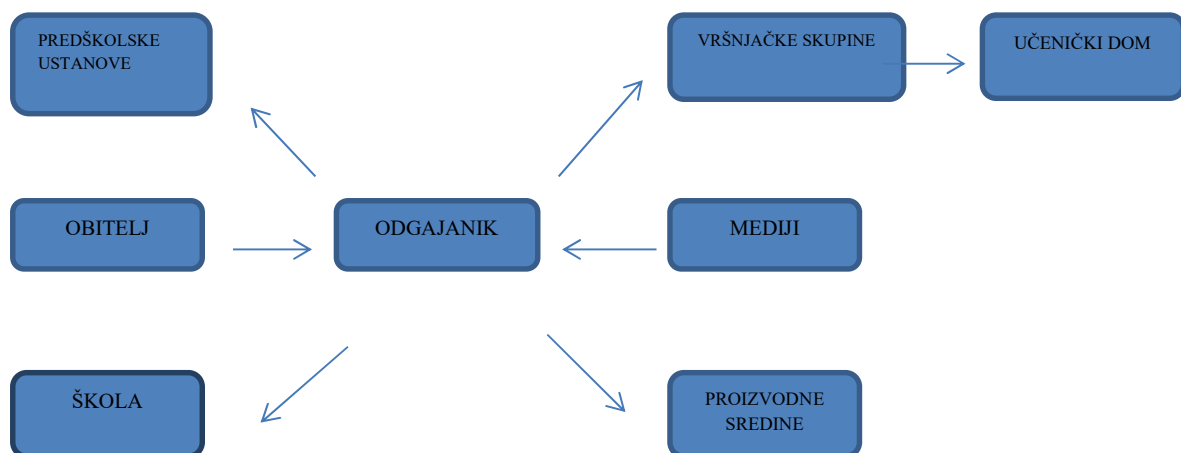 PREDŠKOLSKE
USTANOVE
VRŠNJAČKE SKUPINE
UČENIČKI DOM
OBITELJ
ODGAJANIK
MEDIJI
ŠKOLA
PROIZVODNE
SREDINE